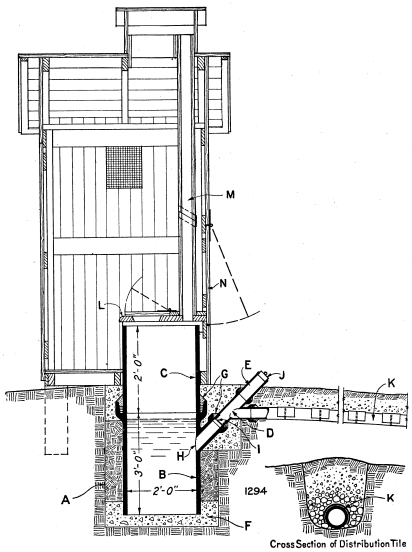 M
N
L
2'-0"
C
G
E
J
K
D
I
H
3'-0"
B
A
2'-0"
1294
F
K
Cross Section of Distribution Tile